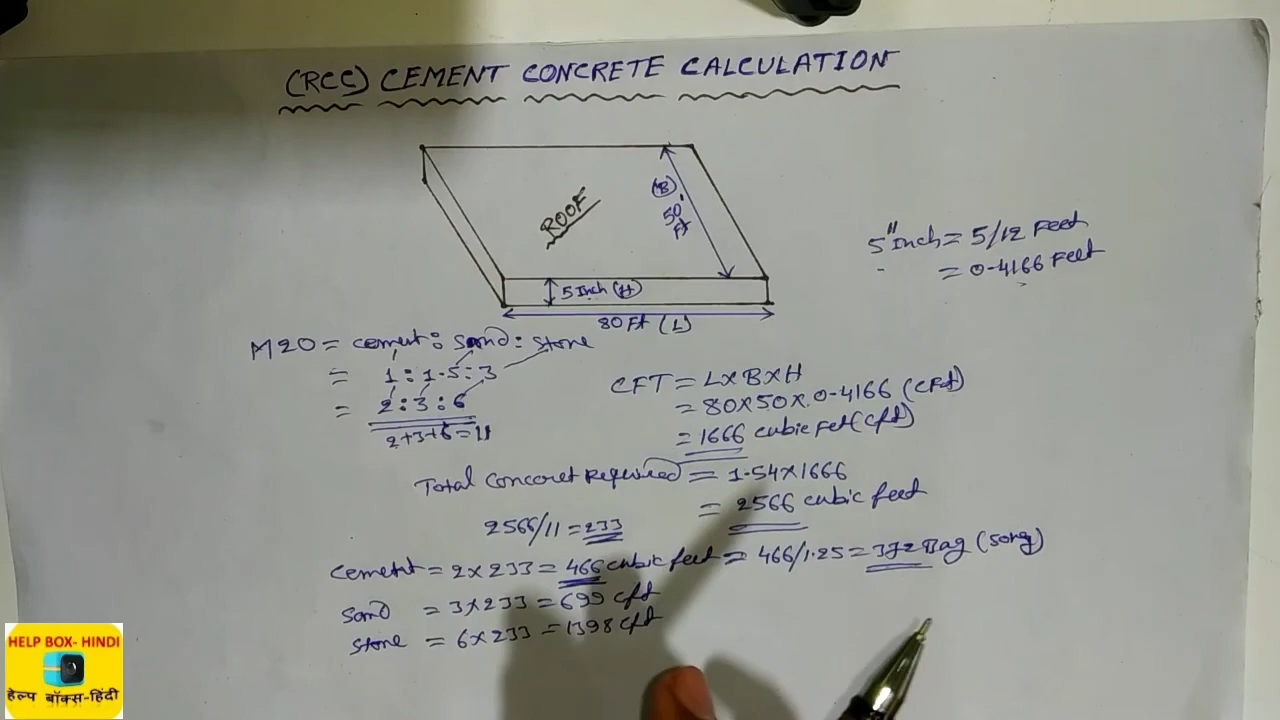 (RCC) CEMENT CONCRETE CALCULATION
ROOF
(B)
50'
Ft
5 Inch (H)
80 Ft (L)
5" Inch = 5/12 Feet
= 0-4166 Feet
M20 = cement: sand: stone
= 1:1-5:3
= 2:3:6
2+3+6=11
CFT = L×B×H
= 80×50×0-4166 (CFt)
= 1666 cubic Fet (cft)
Total Concret Required = 1-54×1666
= 2566 cubic feet
2566/11 = 233
cement = 2×233 = 466 cubic feet = 466/1.25 = 372 Bag (50kg)
sand = 3×233 = 699 cft
stone = 6×233 = 1398 cft
HELP BOX- HINDI
हेल्प बॉक्स-हिंदी